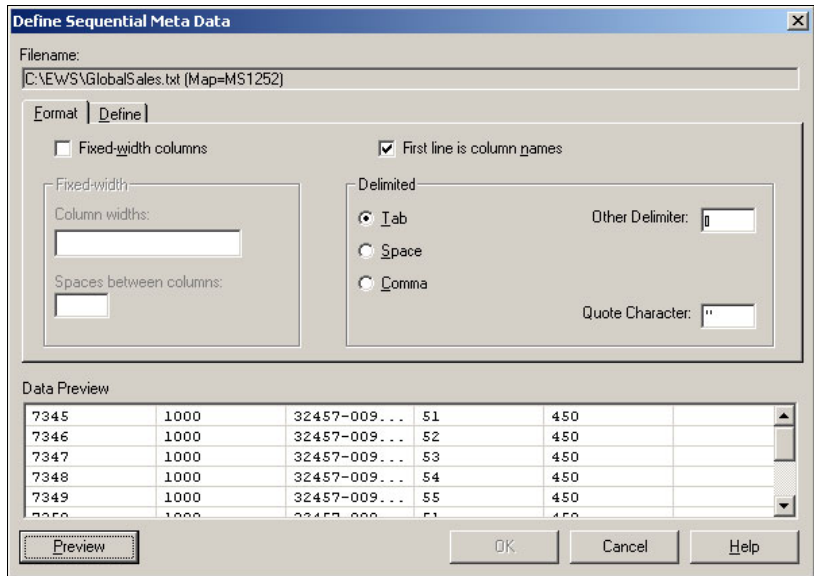 Define Sequential Meta Data
Filename:
C:\EWS\GlobalSales.txt (Map=MS1252)
Format Define
Fixed-width columns First line is column names
Fixed-width Delimited
Column widths: Tab Other Delimiter:
Space
Spaces between columns: Comma
Quote Character: "
Data Preview
7345 1000 32457-009... 51 450
7346 1000 32457-009... 52 450
7347 1000 32457-009... 53 450
7348 1000 32457-009... 54 450
7349 1000 32457-009... 55 450
Preview OK Cancel Help